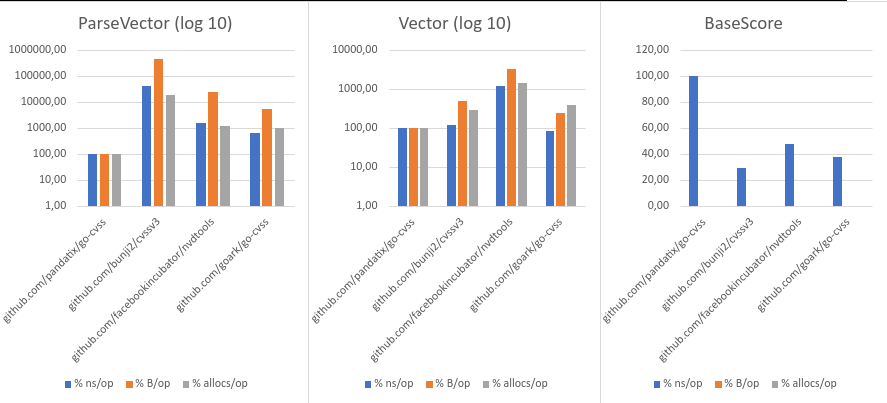 ParseVector (log 10)
1000000,00
100000,00
10000,00
1000,00
100,00
10,00
1,00
github.com/pandatix/go-cvss
github.com/bunji2/cvssv3
github.com/facebookincubator/nvdtools
github.com/goark/go-cvss
% ns/op % B/op % allocs/op
Vector (log 10)
10000,00
1000,00
100,00
10,00
1,00
github.com/pandatix/go-cvss
github.com/bunji2/cvssv3
github.com/facebookincubator/nvdtools
github.com/goark/go-cvss
% ns/op % B/op % allocs/op
BaseScore
120,00
100,00
80,00
60,00
40,00
20,00
0,00
github.com/pandatix/go-cvss
github.com/bunji2/cvssv3
github.com/facebookincubator/nvdtools
github.com/goark/go-cvss
% ns/op % B/op % allocs/op